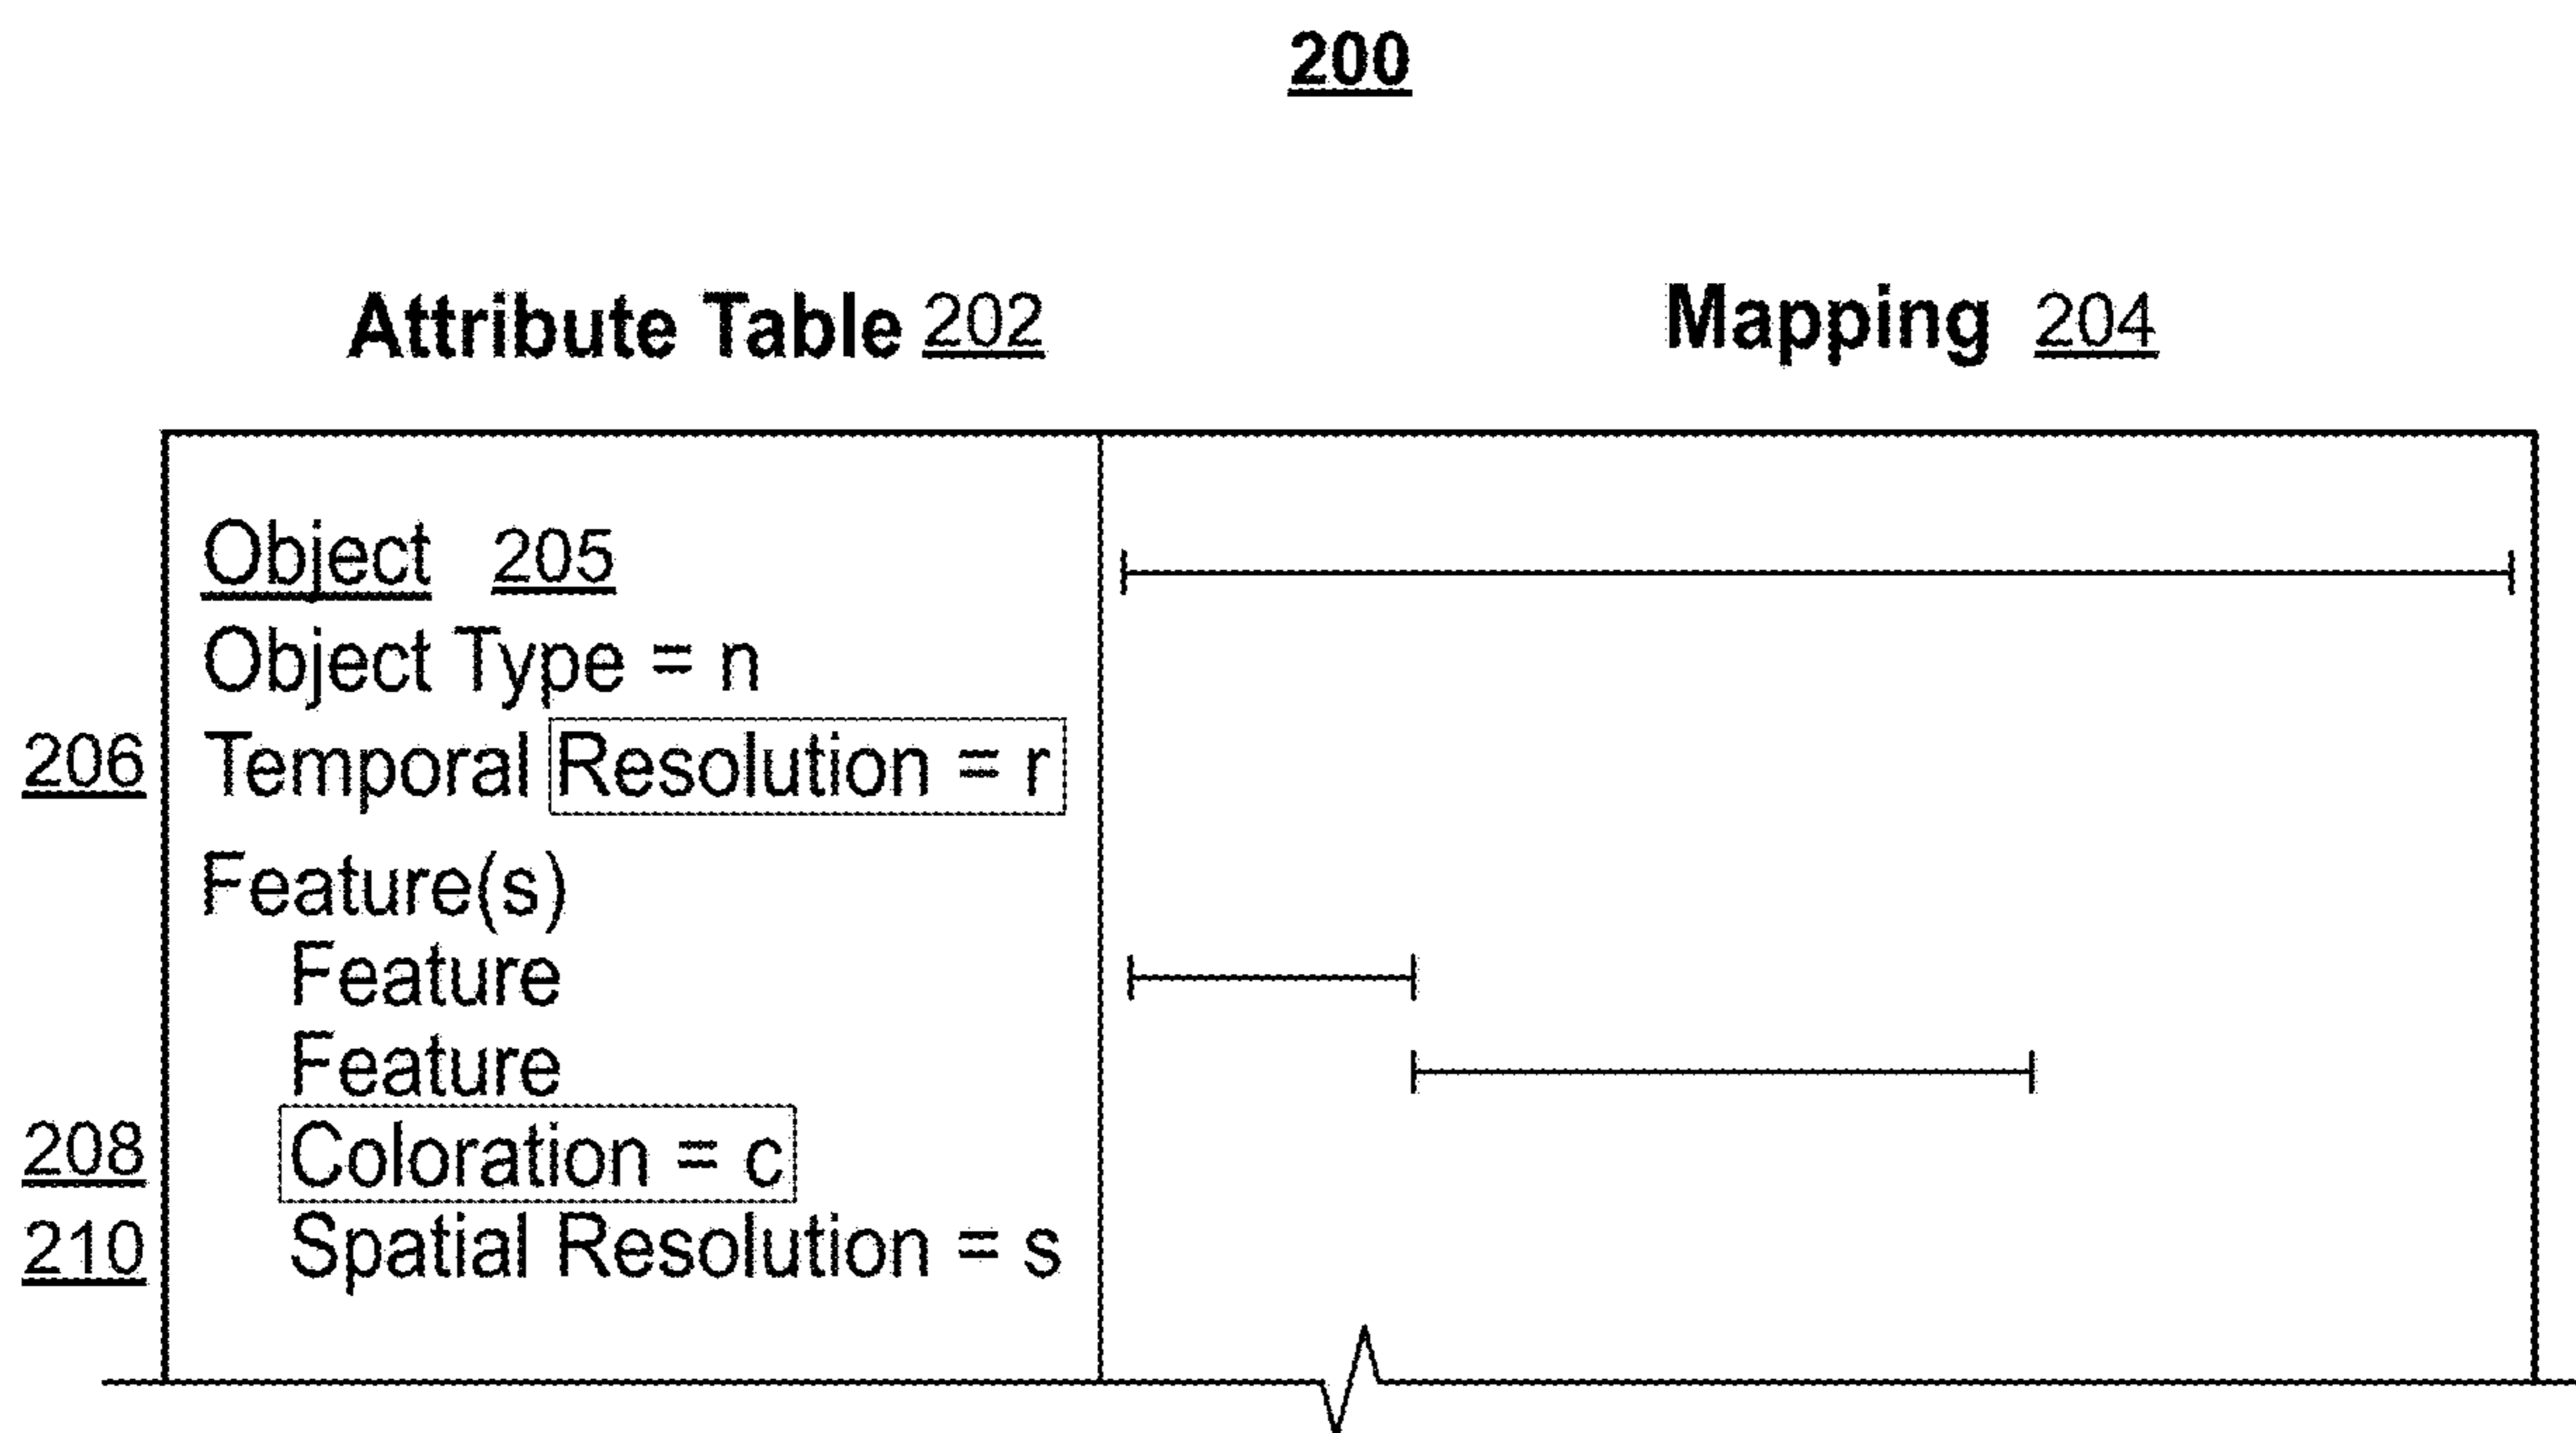 200
Attribute Table 202 Mapping 204
Object 205
Object Type = n
206 Temporal Resolution = r
Feature(s)
Feature
Feature
208 Coloration = c
210 Spatial Resolution = s